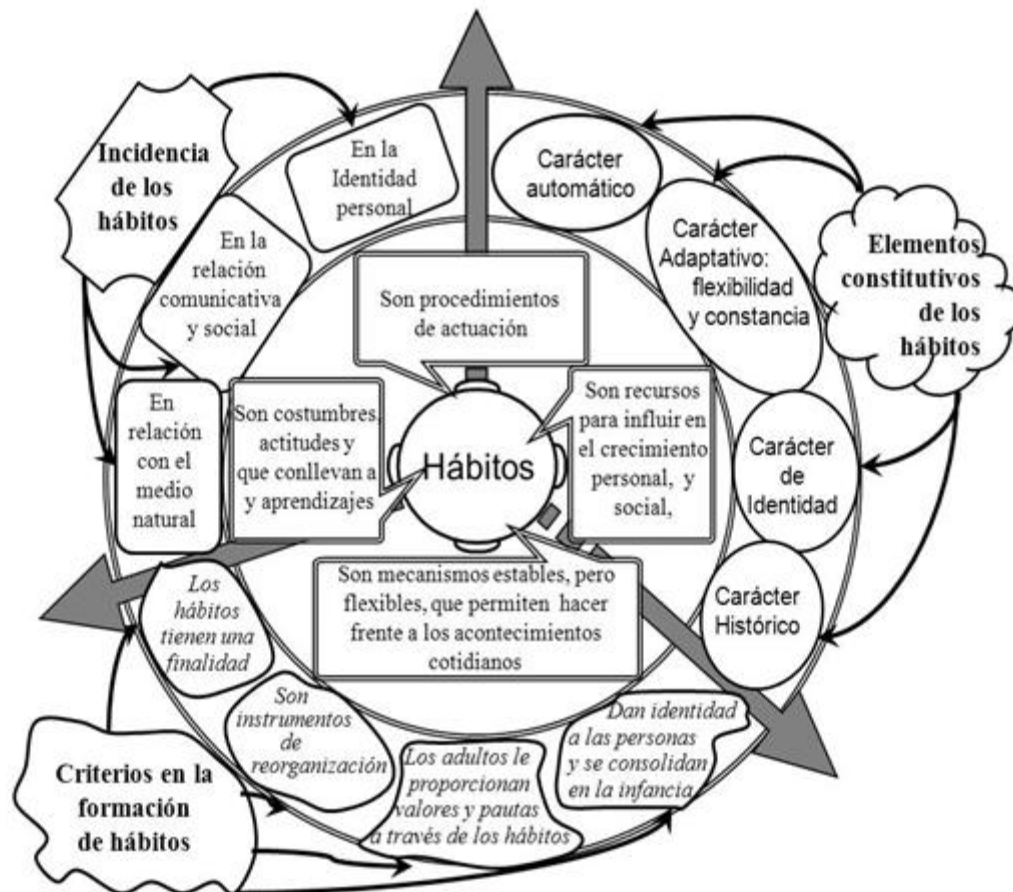 Incidencia
de los
hábitos
En la
Identidad
personal
En la
relación
comunicativa
y social
En
relación
con el
medio
natural
Carácter
automático
Carácter
Adaptativo:
flexibilidad
y constancia
Carácter
de
Identidad
Carácter
Histórico
Elementos
constitutivos
de los
hábitos
Son procedimientos
de actuación
Son costumbres,
actitudes y
que conllevan a
y aprendizajes
Hábitos
Son recursos
para influir en
el crecimiento
personal, y
social,
Son mecanismos estables, pero
flexibles, que permiten hacer
frente a los acontecimientos
cotidianos
Los
hábitos
tienen una
finalidad
Son
instrumentos
de
reorganización
Los adultos le
proporcionan
valores y pautas
a través de los hábitos
Dan identidad
a las personas
y se consolidan
en la infancia
Criterios en la
formación
de hábitos